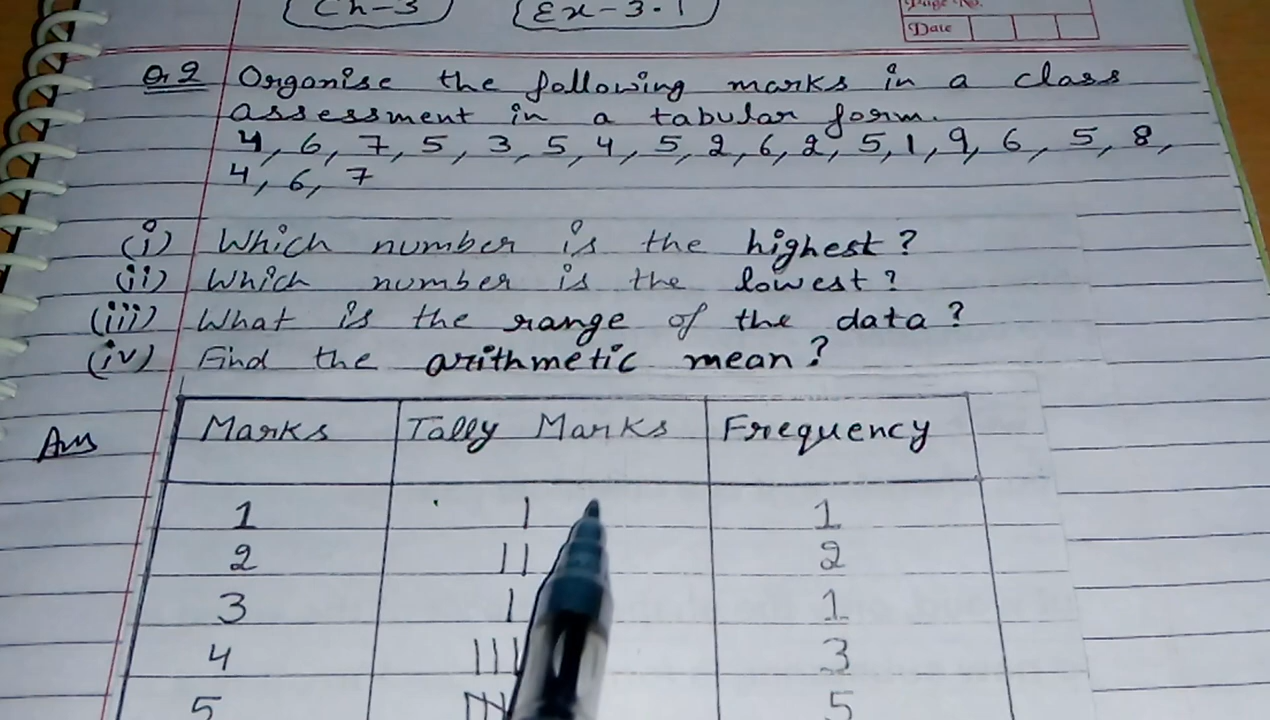 Ch-3 Ex-3.1
Page No.
Date
Q.2 Organise the following marks in a class
assessment in a tabular form.
4, 6, 7, 5, 3, 5, 4, 5, 2, 6, 2, 5, 1, 9, 6, 5, 8,
4, 6, 7
(i) Which number is the highest?
(ii) Which number is the lowest?
(iii) What is the range of the data?
(iv) Find the arithmetic mean?
Ans
Marks Tally Marks Frequency
1 | 1
2 || 2
3 | 1
4 ||| 3
5 5